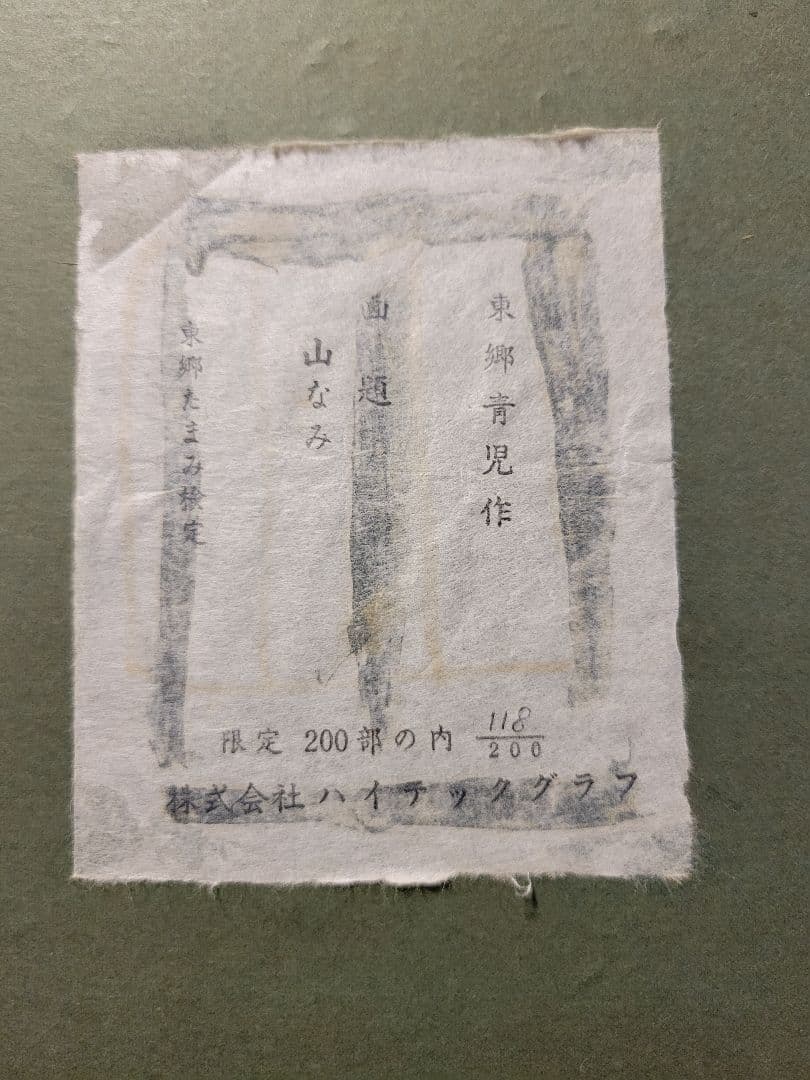 東郷青児作
画題
山なみ
東郷たまみ検定
限定 200部の内 118/200
株式会社ハイテックグラフ